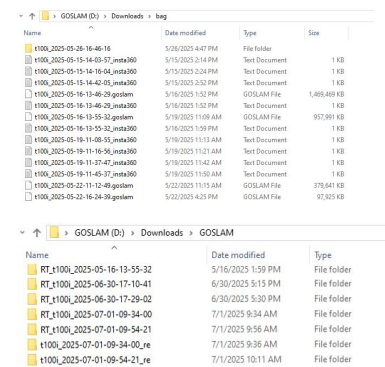 GOSLAM (D:) > Downloads > bag
Name Date modified Type Size
t100i_2025-05-26-16-46-16 5/26/2025 4:47 PM File folder
t100i_2025-05-15-14-03-57_insta360 5/15/2025 2:14 PM Text Document 1 KB
t100i_2025-05-15-14-16-04_insta360 5/15/2025 2:24 PM Text Document 1 KB
t100i_2025-05-15-14-42-05_insta360 5/15/2025 2:52 PM Text Document 1 KB
t100i_2025-05-16-13-46-29.goslam 5/16/2025 1:52 PM GOSLAM File 1,469,469 KB
t100i_2025-05-16-13-46-29_insta360 5/16/2025 1:52 PM Text Document 1 KB
t100i_2025-05-16-13-55-32.goslam 5/19/2025 11:09 AM GOSLAM File 957,991 KB
t100i_2025-05-16-13-55-32_insta360 5/16/2025 1:59 PM Text Document 1 KB
t100i_2025-05-19-11-08-55_insta360 5/19/2025 11:13 AM Text Document 1 KB
t100i_2025-05-19-11-16-56_insta360 5/19/2025 11:21 AM Text Document 1 KB
t100i_2025-05-19-11-37-47_insta360 5/19/2025 11:42 AM Text Document 1 KB
t100i_2025-05-19-11-45-37_insta360 5/19/2025 11:50 AM Text Document 1 KB
t100i_2025-05-22-11-12-49.goslam 5/22/2025 11:15 AM GOSLAM File 379,641 KB
t100i_2025-05-22-16-24-39.goslam 5/22/2025 4:25 PM GOSLAM File 97,925 KB
GOSLAM (D:) > Downloads > GOSLAM
Name Date modified Type
RT_t100i_2025-05-16-13-55-32 5/16/2025 1:59 PM File folder
RT_t100i_2025-06-30-17-10-41 6/30/2025 5:15 PM File folder
RT_t100i_2025-06-30-17-29-02 6/30/2025 5:30 PM File folder
RT_t100i_2025-07-01-09-34-00 7/1/2025 9:34 AM File folder
RT_t100i_2025-07-01-09-54-21 7/1/2025 9:56 AM File folder
t100i_2025-07-01-09-34-00_re 7/1/2025 9:36 AM File folder
t100i_2025-07-01-09-54-21_re 7/1/2025 10:11 AM File folder